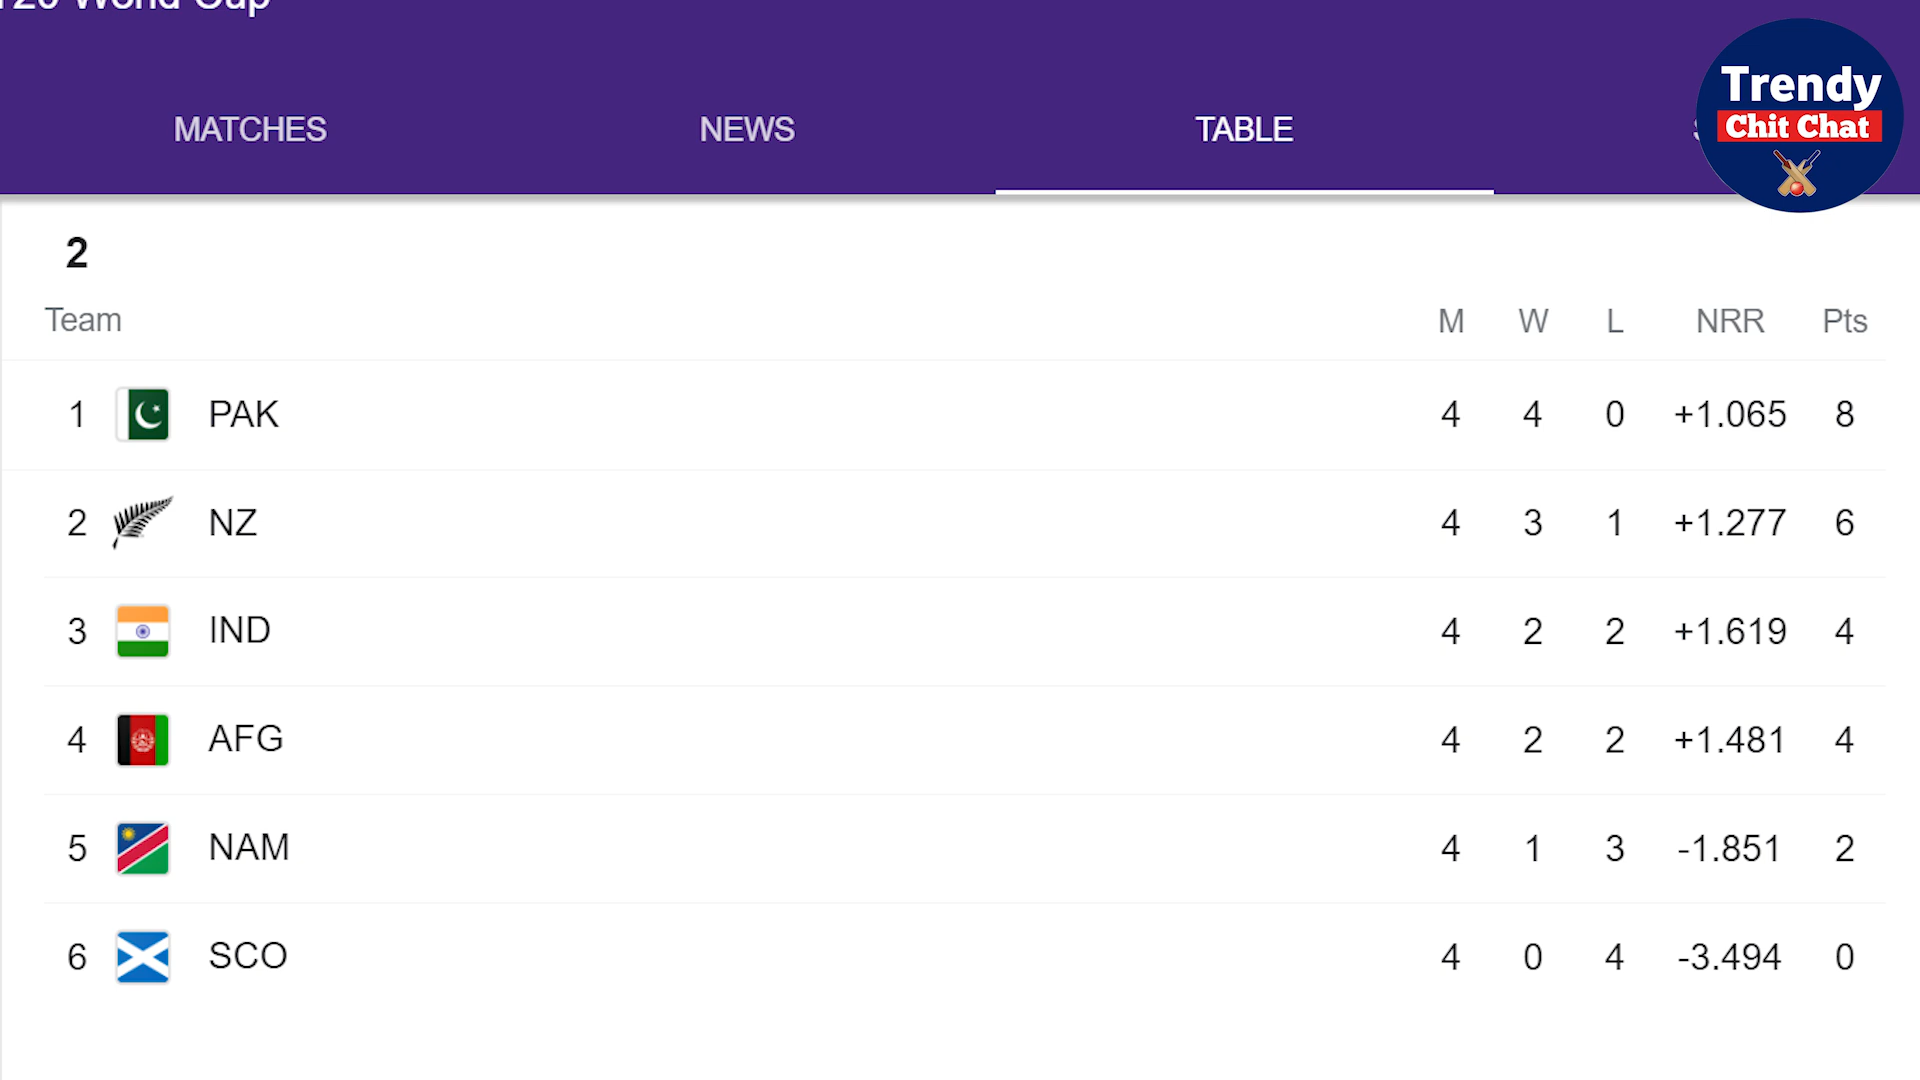 T20 World Cup
Trendy
Chit Chat
MATCHES NEWS TABLE
2
Team M W L NRR Pts
1 PAK 4 4 0 +1.065 8
2 NZ 4 3 1 +1.277 6
3 IND 4 2 2 +1.619 4
4 AFG 4 2 2 +1.481 4
5 NAM 4 1 3 -1.851 2
6 SCO 4 0 4 -3.494 0